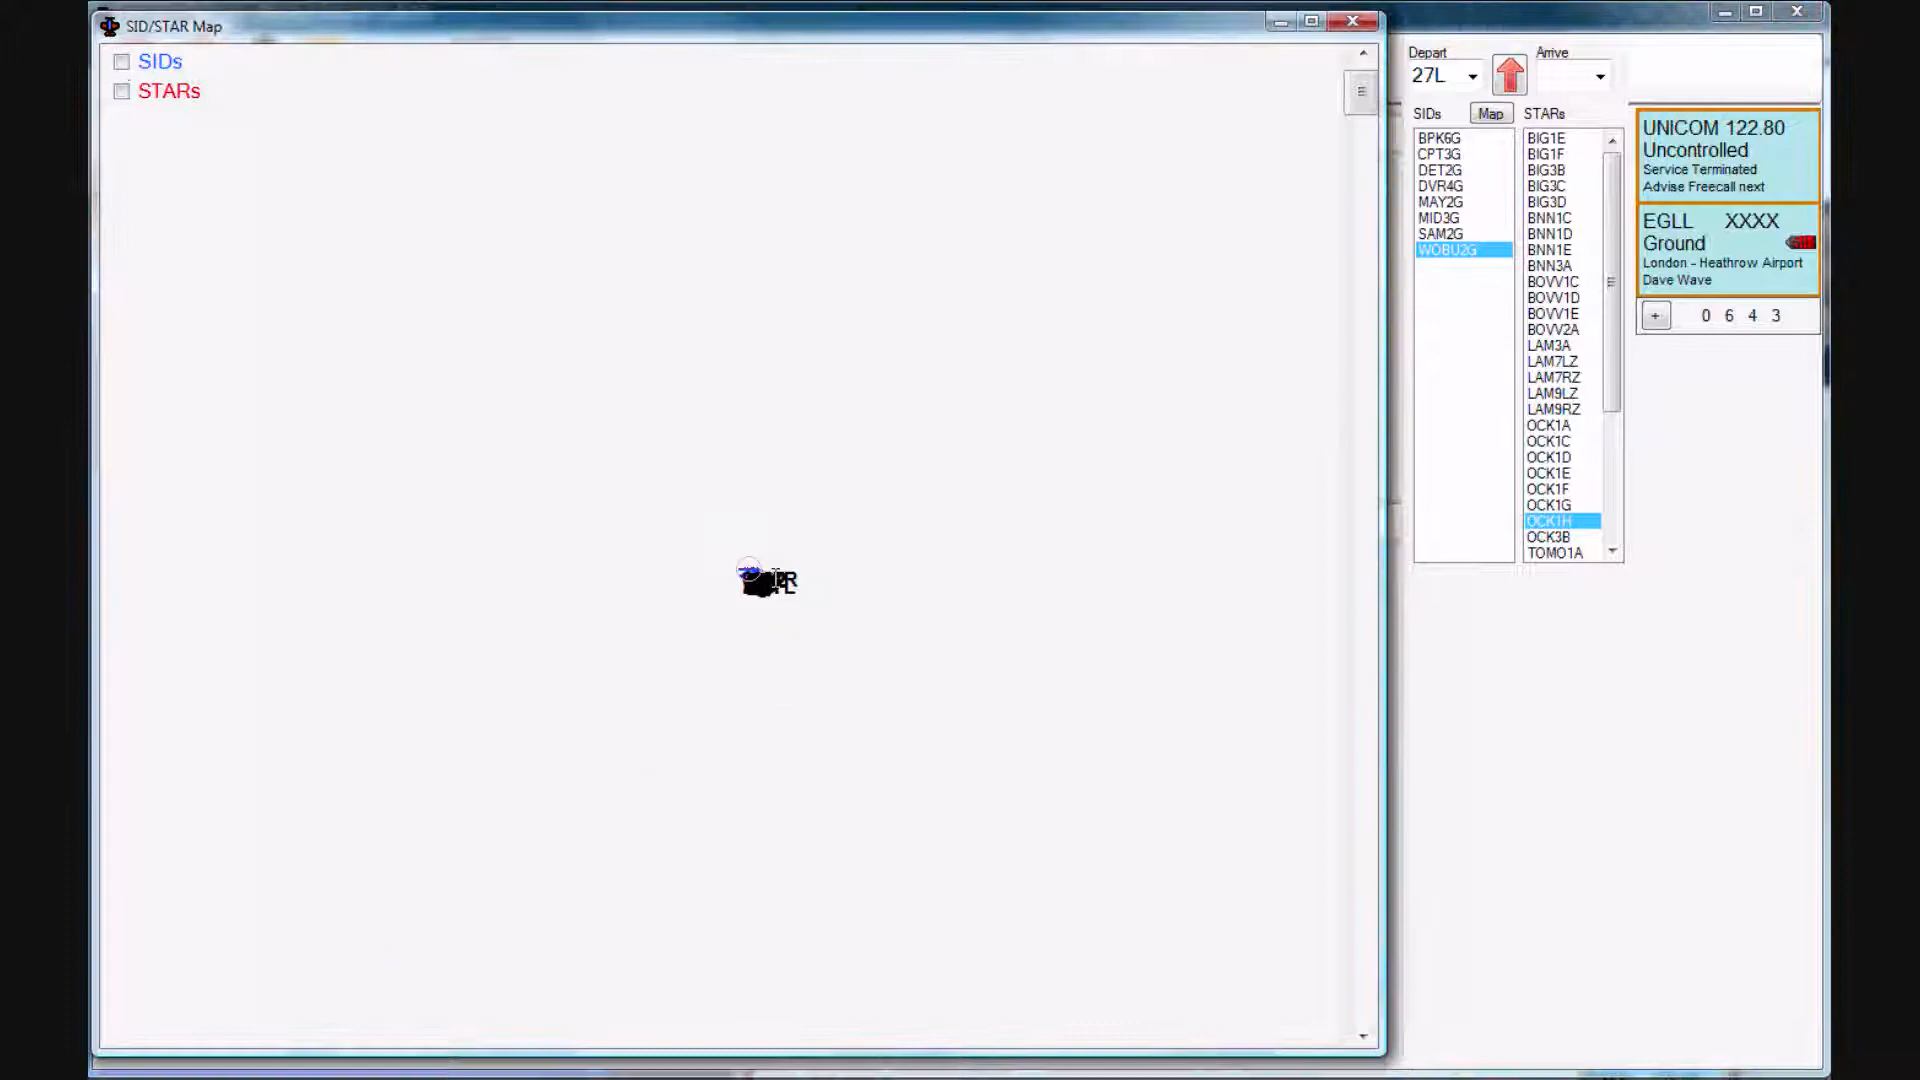 SID/STAR Map
SIDs
STARs
Depart
Arrive
27L
SIDs
Map
STARs
BPK6G
CPT3G
DET2G
DVR4G
MAY2G
MID3G
SAM2G
WOBU2G
BIG1E
BIG1F
BIG3B
BIG3C
BIG3D
BNN1C
BNN1D
BNN1E
BNN3A
BOVV1C
BOVV1D
BOVV1E
BOVV2A
LAM3A
LAM7LZ
LAM7RZ
LAM9LZ
LAM9RZ
OCK1A
OCK1C
OCK1D
OCK1E
OCK1F
OCK1G
OCK1H
OCK3B
TOMO1A
UNICOM 122.80
Uncontrolled
Service Terminated
Advise Freecall next
EGLL XXXX
Ground
London - Heathrow Airport
Dave Wave
+ 0 6 4 3